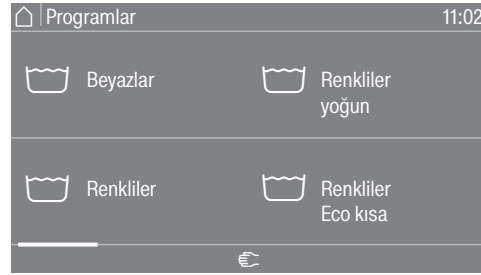 Programlar 11:02
Beyazlar
Renkliler
yoğun
Renkliler
Renkliler
Eco kısa